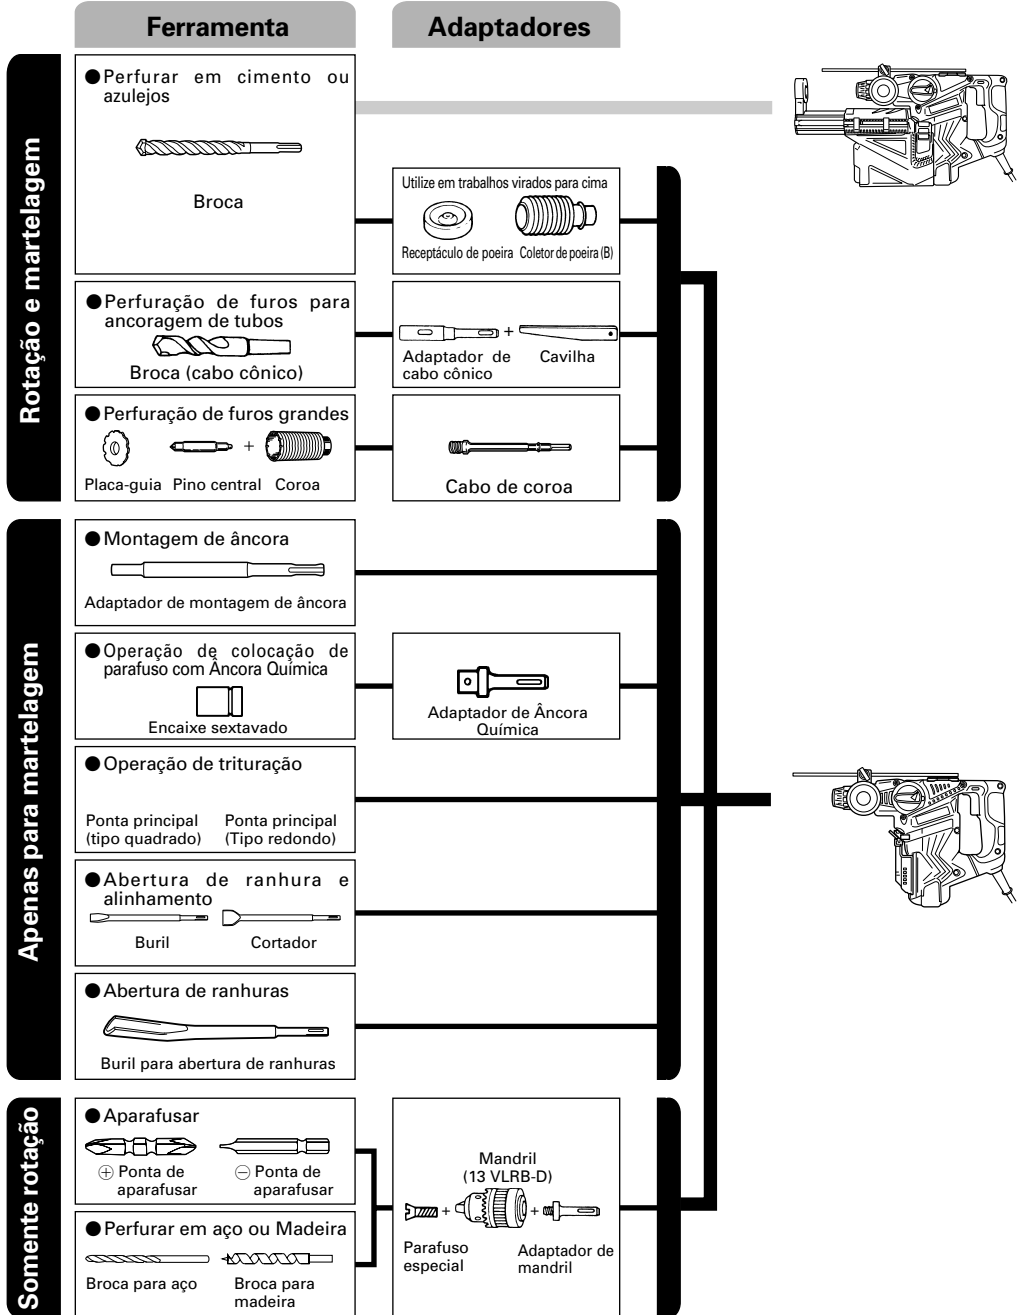 Ferramenta
Adaptadores
Rotação e martelagem
●Perfurar em cimento ou
azulejos
Broca
Utilize em trabalhos virados para cima
Receptáculo de poeira
Coletor de poeira (B)
●Perfuração de furos para
ancoragem de tubos
Broca (cabo cônico)
+
Adaptador de
cabo cônico
Cavilha
●Perfuração de furos grandes
+
Placa-guia
Pino central
Coroa
Cabo de coroa
Apenas para martelagem
●Montagem de âncora
Adaptador de montagem de âncora
●Operação de colocação de
parafuso com Âncora Química
Encaixe sextavado
Adaptador de Âncora
Química
●Operação de trituração
Ponta principal
(tipo quadrado)
Ponta principal
(Tipo redondo)
●Abertura de ranhura e
alinhamento
Buril
Cortador
●Abertura de ranhuras
Buril para abertura de ranhuras
Somente rotação
●Aparafusar
⊕ Ponta de
aparafusar
⊖ Ponta de
aparafusar
●Perfurar em aço ou Madeira
Broca para aço
Broca para
madeira
Mandril
(13 VLRB-D)
+
+
Parafuso
especial
Adaptador de
mandril